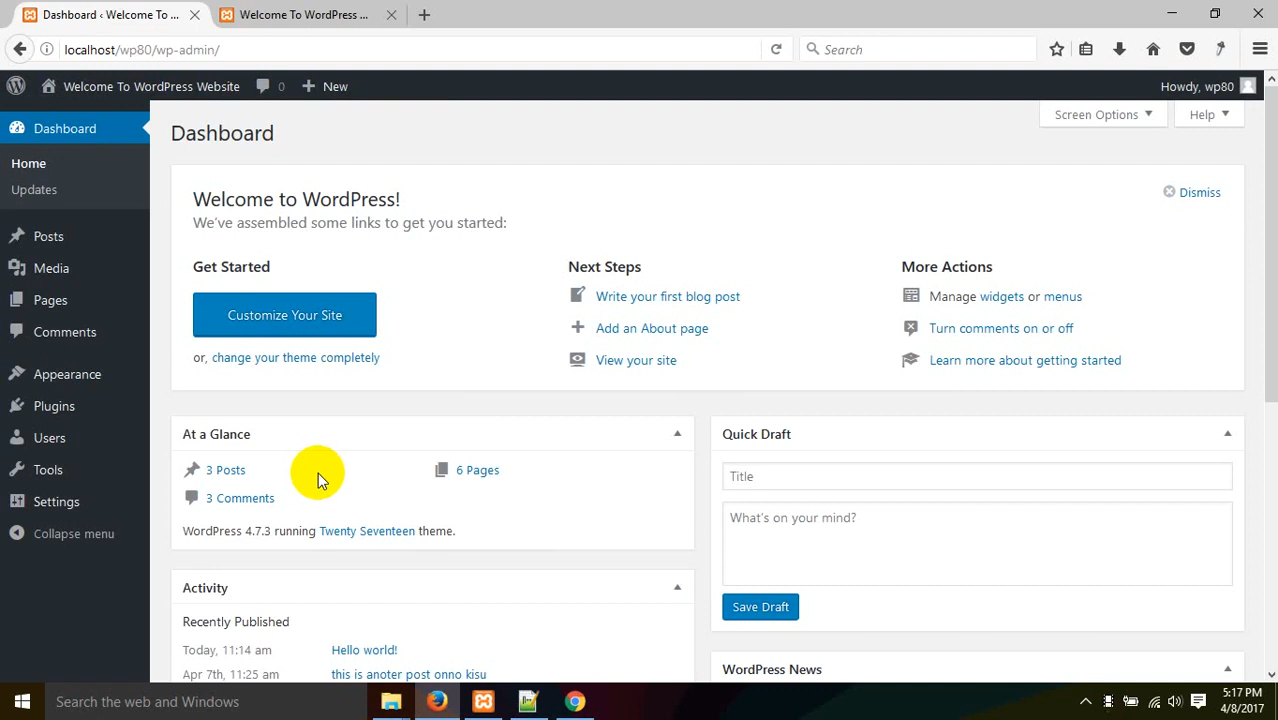 Dashboard ‹ Welcome To ...
Welcome To WordPress ...
localhost/wp80/wp-admin/
Search
Welcome To WordPress Website
0
New
Howdy, wp80
Dashboard
Home
Updates
Posts
Media
Pages
Comments
Appearance
Plugins
Users
Tools
Settings
Collapse menu
Dashboard
Screen Options
Help
Welcome to WordPress!
We've assembled some links to get you started:
Dismiss
Get Started
Customize Your Site
or, change your theme completely
Next Steps
Write your first blog post
Add an About page
View your site
More Actions
Manage widgets or menus
Turn comments on or off
Learn more about getting started
At a Glance
3 Posts
6 Pages
3 Comments
WordPress 4.7.3 running Twenty Seventeen theme.
Activity
Recently Published
Today, 11:14 am Hello world!
Apr 7th, 11:25 am this is anoter post onno kisu
Quick Draft
Title
What's on your mind?
Save Draft
WordPress News
Search the web and Windows
5:17 PM
4/8/2017